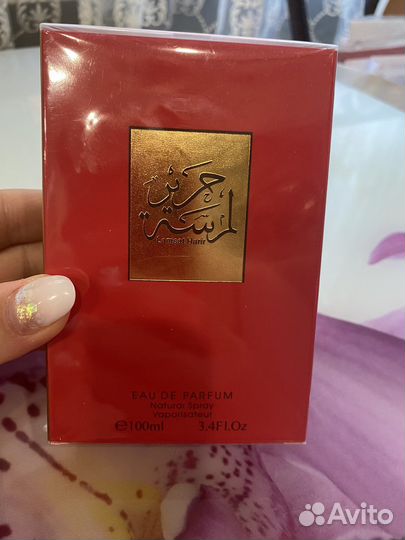 لمسة حرير
Lamsat Harir
EAU DE PARFUM
Natural Spray
Vaporisateur
℮100ml 3.4Fl.Oz
Avito